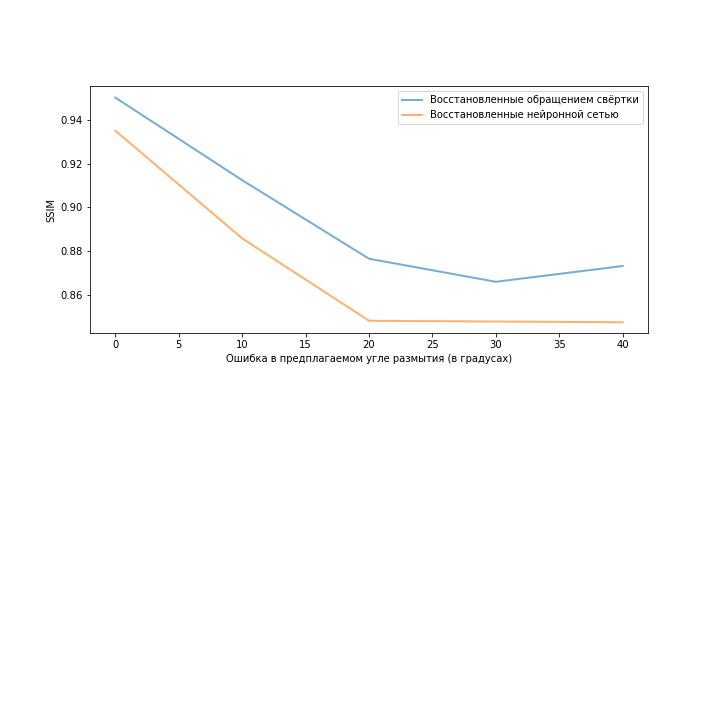 Восстановленные обращением свёртки
Восстановленные нейронной сетью
0.94
0.92
0.90
0.88
0.86
SSIM
0 5 10 15 20 25 30 35 40
Ошибка в предплагаемом угле размытия (в градусах)